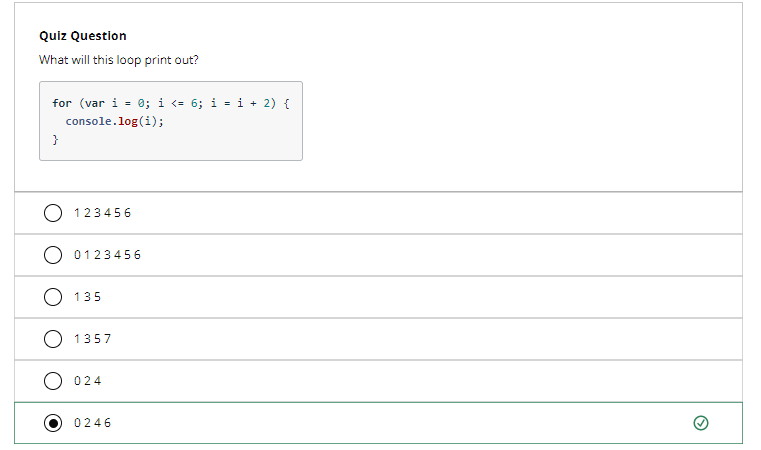 Quiz Question
What will this loop print out?
for (var i = 0; i <= 6; i = i + 2) {
  console.log(i);
}
1 2 3 4 5 6
0 1 2 3 4 5 6
1 3 5
1 3 5 7
0 2 4
0 2 4 6